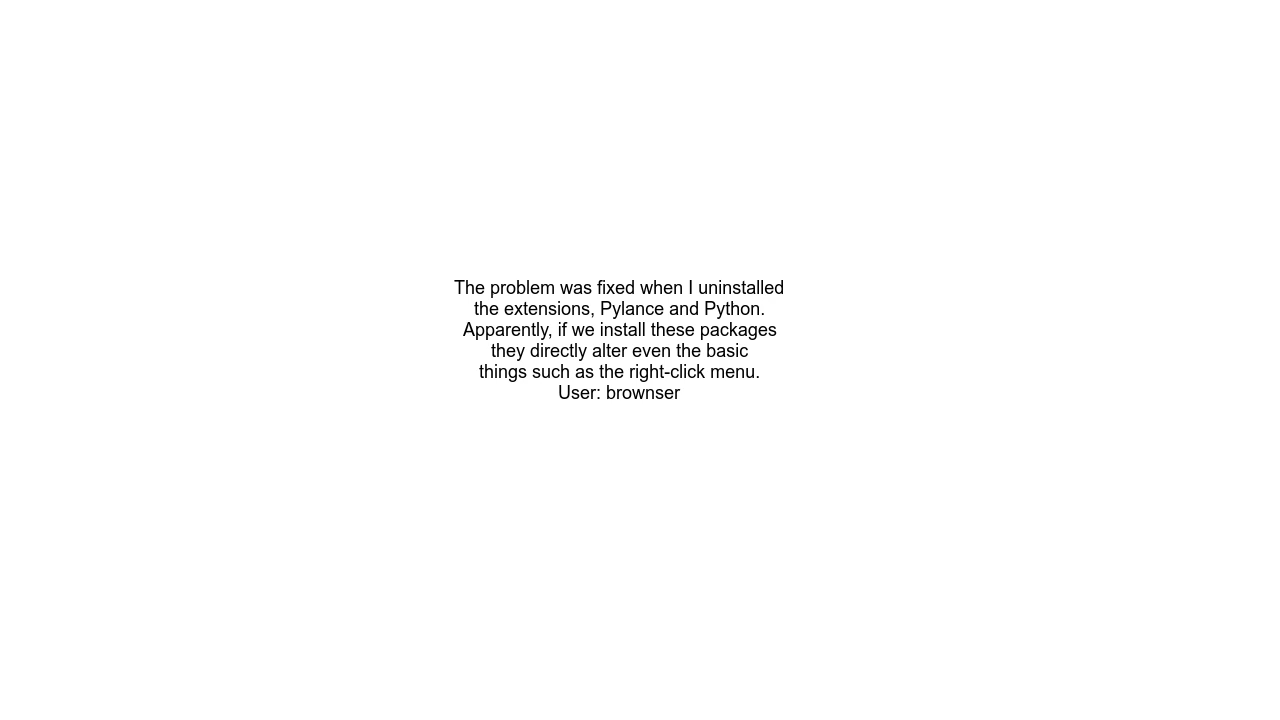 The problem was fixed when I uninstalled
the extensions, Pylance and Python.
Apparently, if we install these packages
they directly alter even the basic
things such as the right-click menu.
User: brownser